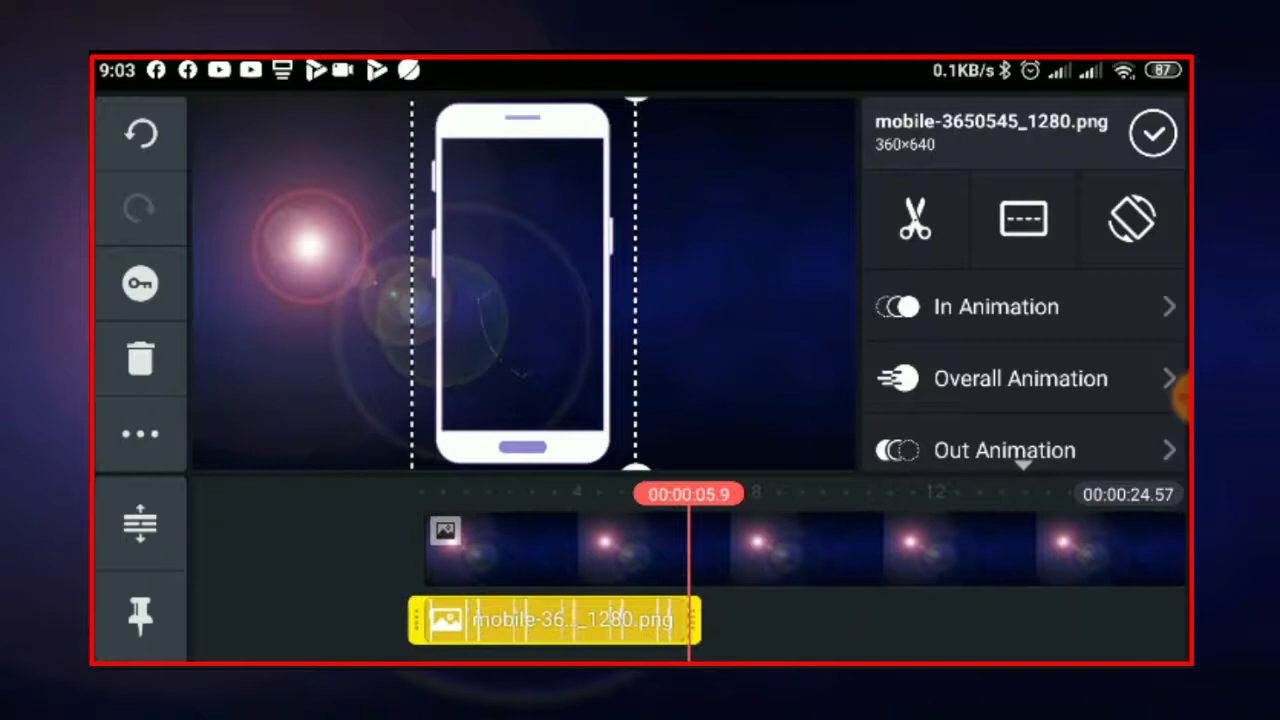 9:03
0.1KB/s
87
mobile-3650545_1280.png
360×640
In Animation
Overall Animation
Out Animation
4
00:00:05.9
8
12
00:00:24.57
mobile-36..._1280.png